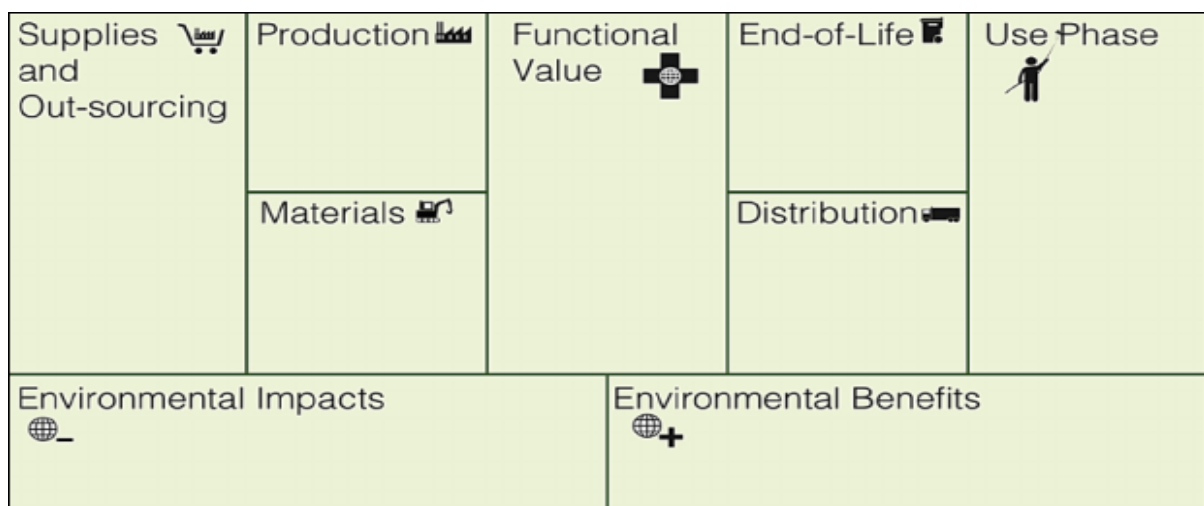 Supplies
and
Out-sourcing
Production
Materials
Functional
Value
End-of-Life
Distribution
Use Phase
Environmental Impacts
Environmental Benefits